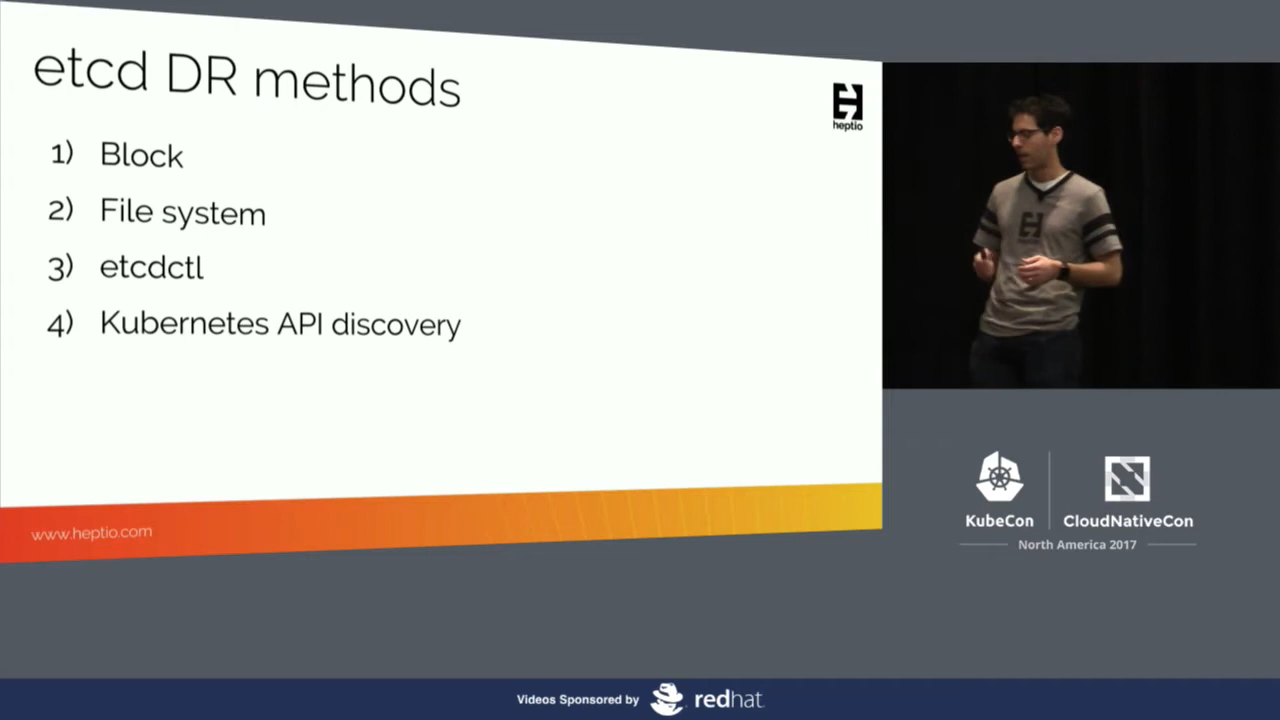 etcd DR methods
heptio
1) Block
2) File system
3) etcdctl
4) Kubernetes API discovery
www.heptio.com
KubeCon
CloudNativeCon
North America 2017
Videos Sponsored by redhat